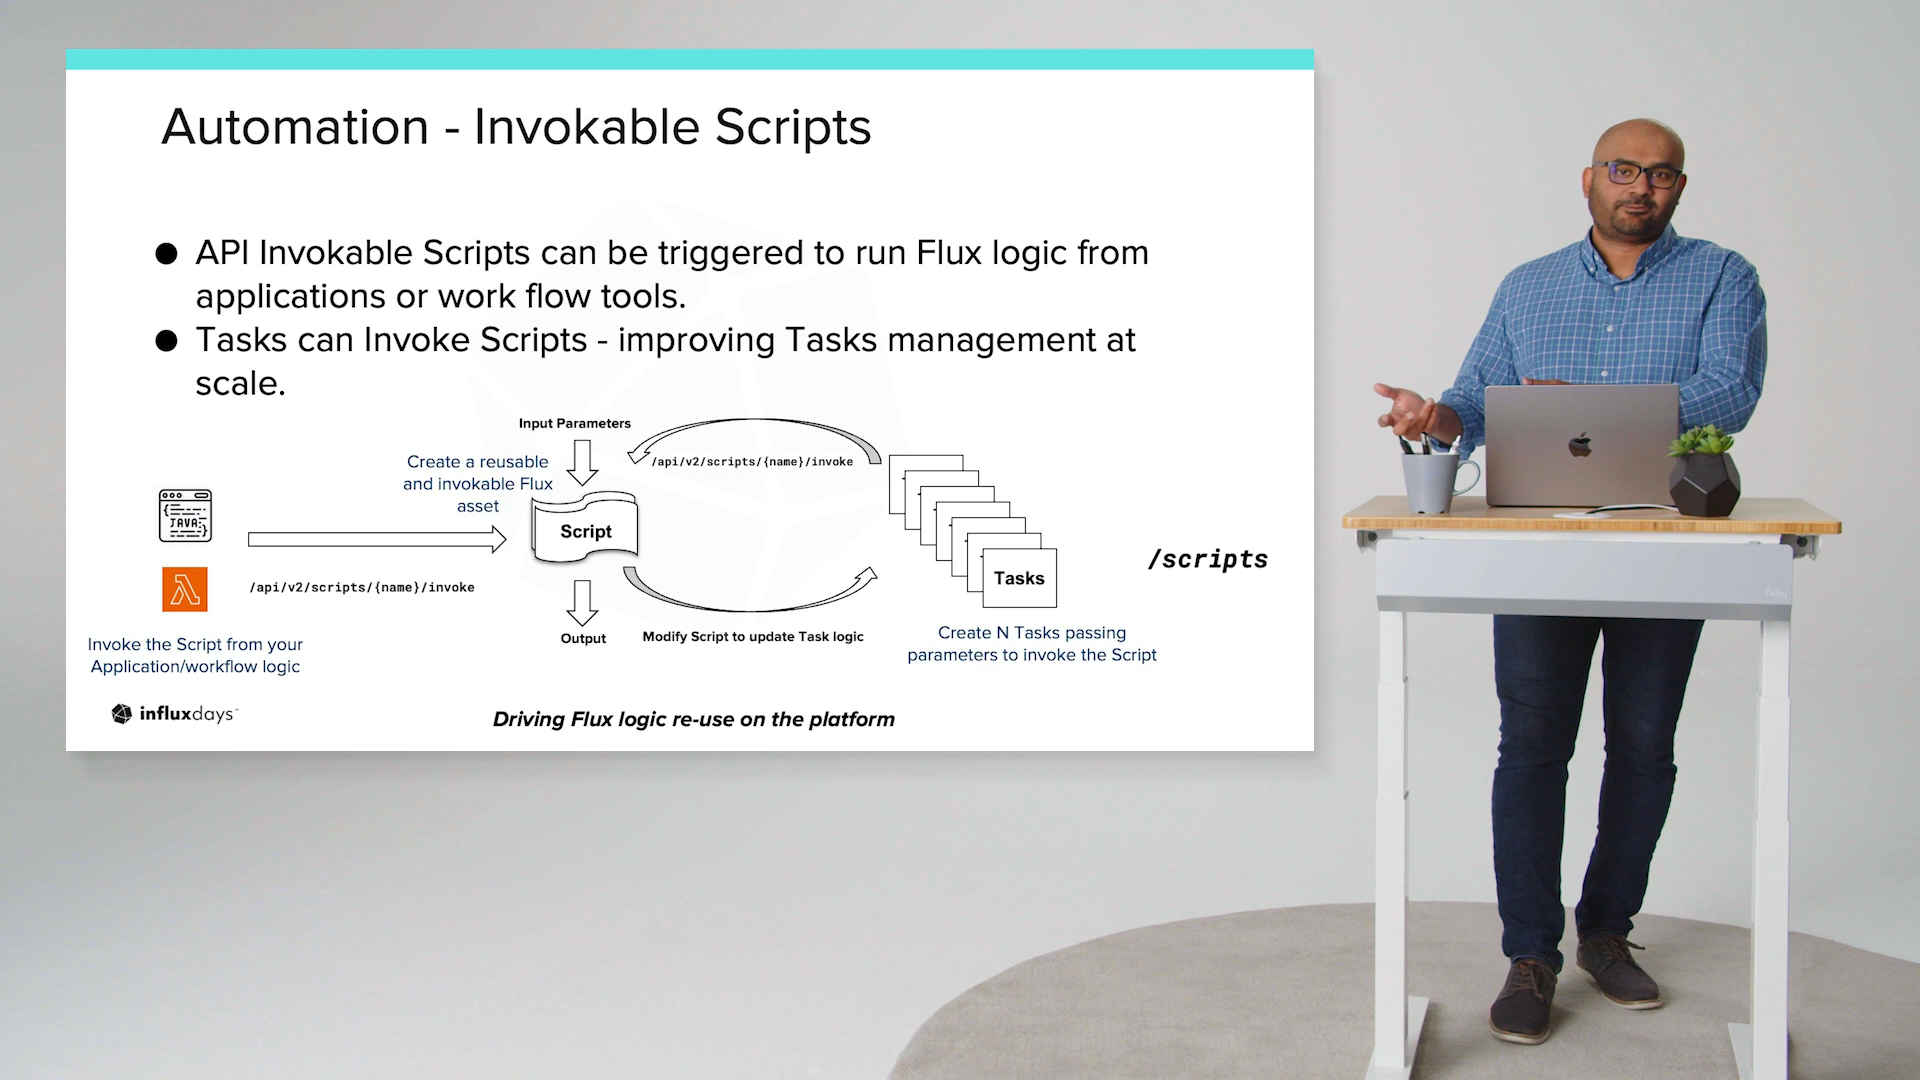 Automation - Invokable Scripts
API Invokable Scripts can be triggered to run Flux logic from
applications or work flow tools.
Tasks can Invoke Scripts - improving Tasks management at
scale.
Input Parameters
/api/v2/scripts/{name}/invoke
Create a reusable
and invokable Flux
asset
JAVA
Script
/scripts
Tasks
/api/v2/scripts/{name}/invoke
Output
Modify Script to update Task logic
Create N Tasks passing
parameters to invoke the Script
Invoke the Script from your
Application/workflow logic
influxdays
Driving Flux logic re-use on the platform
fully